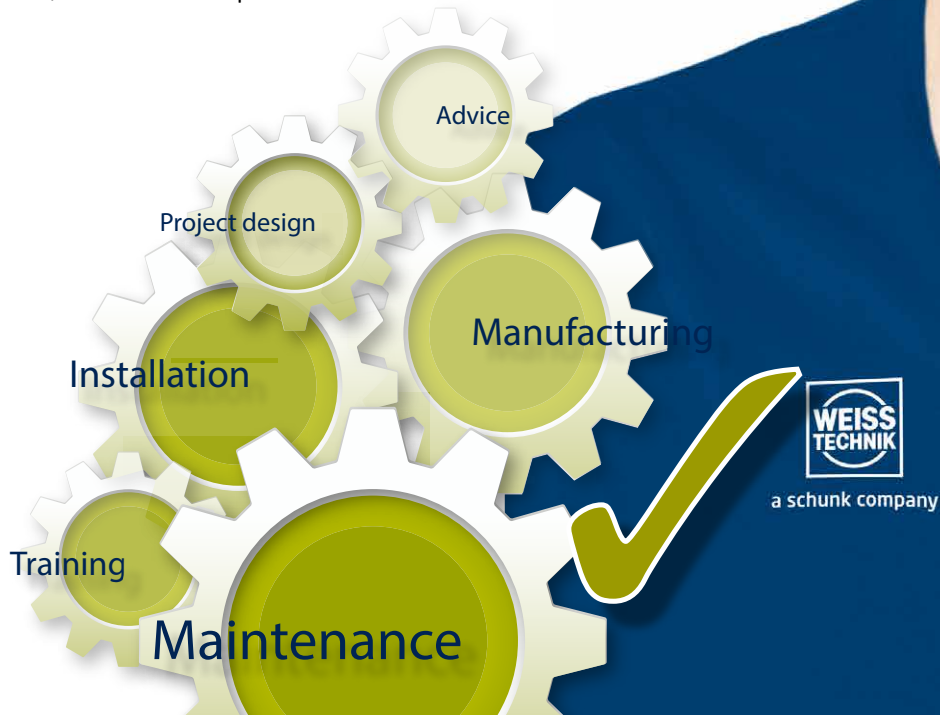 Advice
Project design
Manufacturing
Installation
WEISS
TECHNIK
a schunk company
Training
Maintenance